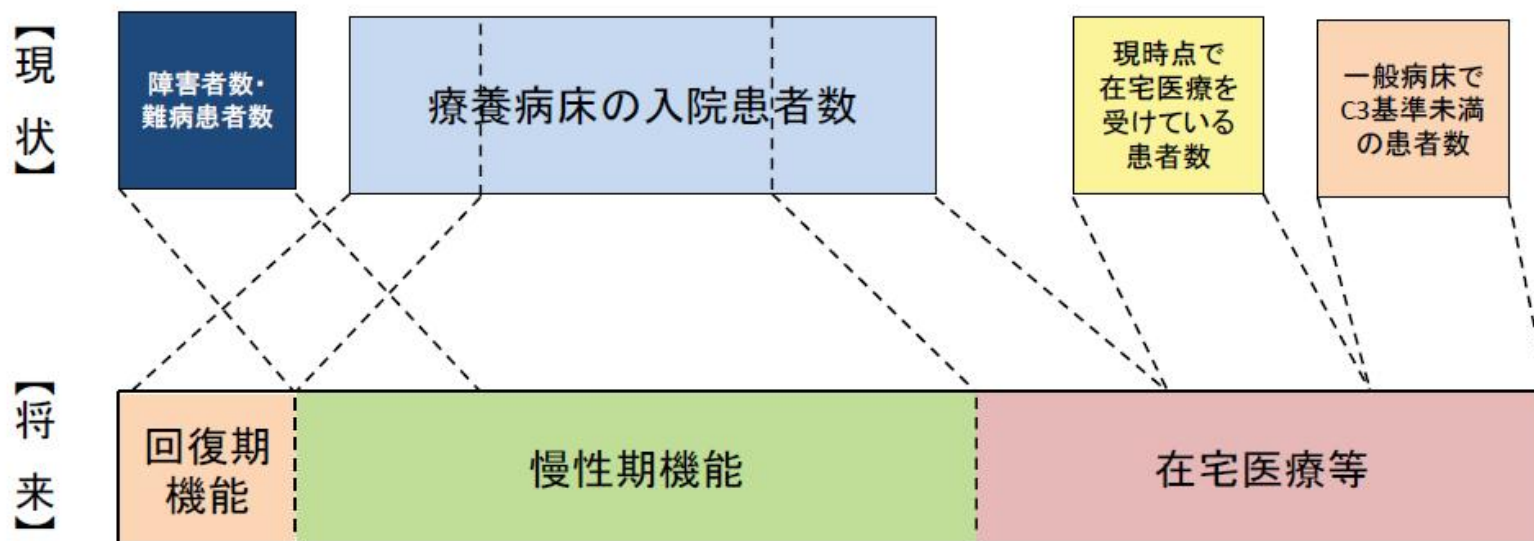 【現状】
障害者数・
難病患者数
療養病床の入院患者数
現時点で
在宅医療を
受けている
患者数
一般病床で
C3基準未満
の患者数
【将来】
回復期
機能
慢性期機能
在宅医療等